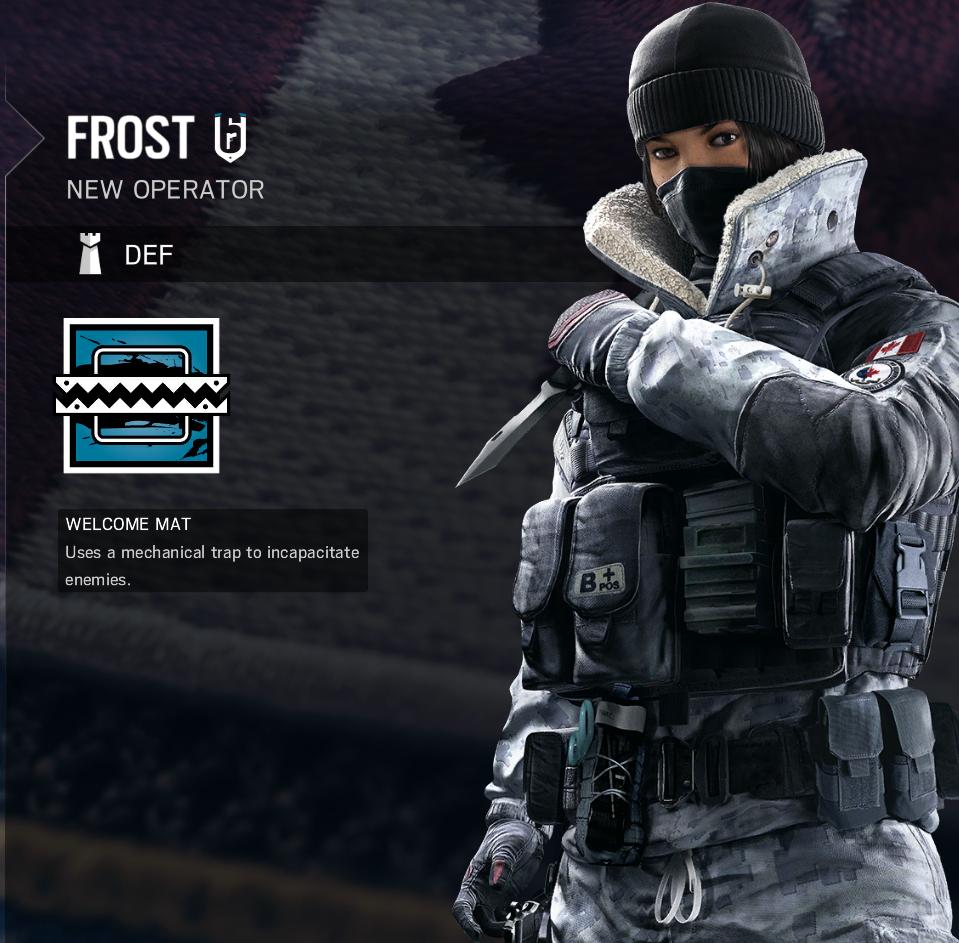 FROST
NEW OPERATOR
DEF
WELCOME MAT
Uses a mechanical trap to incapacitate
enemies.
B+
POS